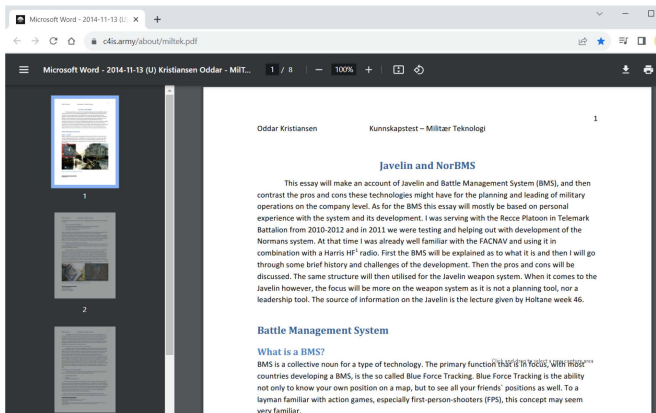 Microsoft Word - 2014-11-13 (U)
c4is.army/about/miltek.pdf
Microsoft Word - 2014-11-13 (U) Kristiansen Oddar - MilT...
1 / 8
100%
1
2
1
Oddar Kristiansen Kunnskapstest – Militær Teknologi
Javelin and NorBMS
This essay will make an account of Javelin and Battle Management System (BMS), and then
contrast the pros and cons these technologies might have for the planning and leading of military
operations on the company level. As for the BMS this essay will mostly be based on personal
experience with the system and its development. I was serving with the Recce Platoon in Telemark
Battalion from 2010-2012 and in 2011 we were testing and helping out with development of the
Normans system. At that time I was already well familiar with the FACNAV and using it in
combination with a Harris HF¹ radio. First the BMS will be explained as to what it is and then I will go
through some brief history and challenges of the development. Then the pros and cons will be
discussed. The same structure will then utilised for the Javelin weapon system. When it comes to the
Javelin however, the focus will be more on the weapon system as it is not a planning tool, nor a
leadership tool. The source of information on the Javelin is the lecture given by Holtane week 46.
Battle Management System
What is a BMS?
BMS is a collective noun for a type of technology. The primary function that is in focus, with most
Click and drag to select a new capture area
countries developing a BMS, is the so called Blue Force Tracking. Blue Force Tracking is the ability
not only to know your own position on a map, but to see all your friends` positions as well. To a
layman familiar with action games, especially first-person-shooters (FPS), this concept may seem
very familiar.